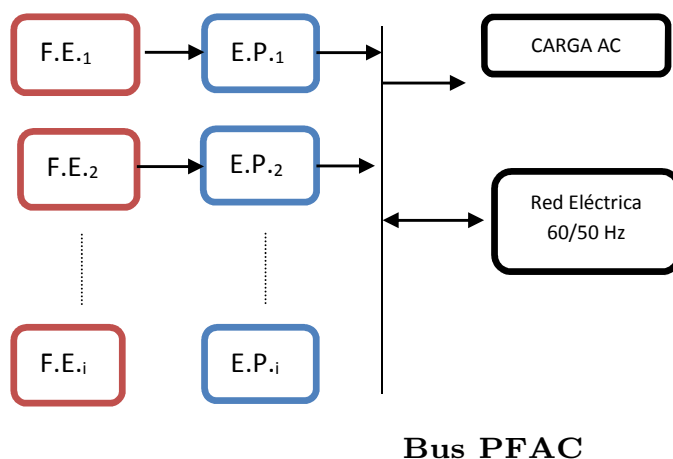 F.E.₁
E.P.₁
CARGA AC
F.E.₂
E.P.₂
Red Eléctrica
60/50 Hz
F.E.ᵢ
E.P.ᵢ
Bus PFAC